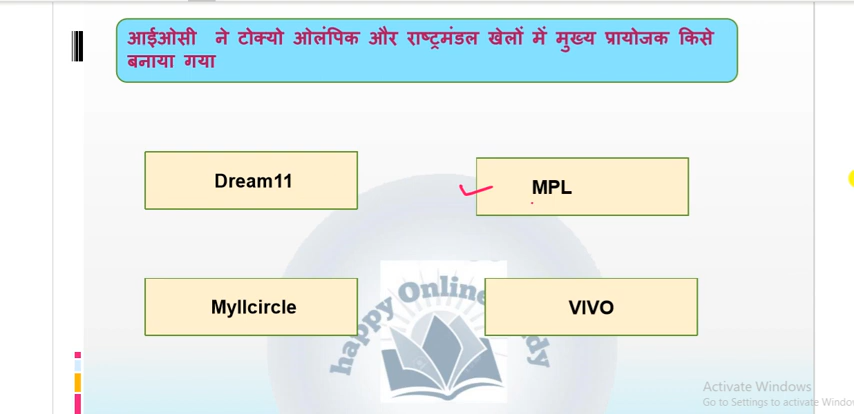 आईओसी ने टोक्यो ओलंपिक और राष्ट्रमंडल खेलों में मुख्य प्रायोजक किसे
बनाया गया
Dream11
MPL
Myllcircle
VIVO
happy Online
dy
Activate Windows
Go to Settings to activate Windo